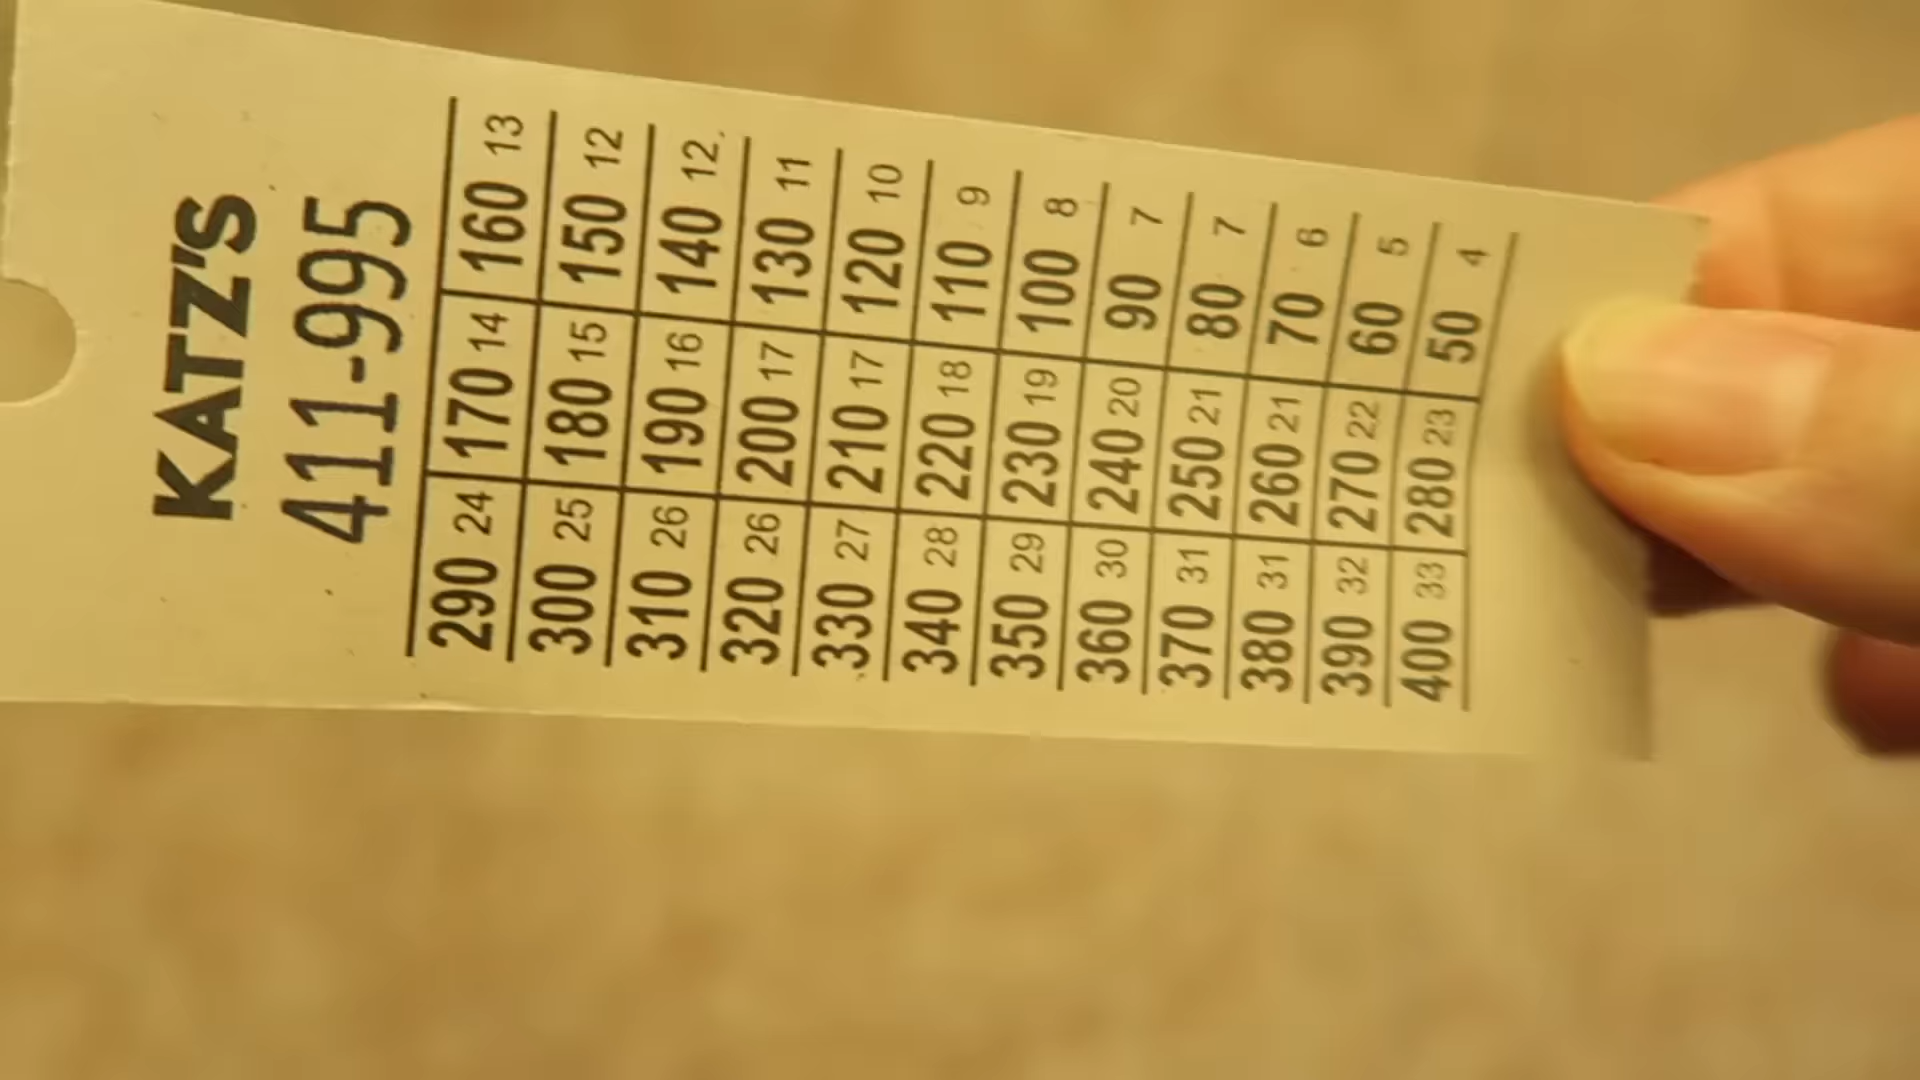 KATZ'S
411-995
290 24 170 14 160 13
300 25 180 15 150 12
310 26 190 16 140 12
320 26 200 17 130 11
330 27 210 17 120 10
340 28 220 18 110 9
350 29 230 19 100 8
360 30 240 20 90 7
370 31 250 21 80 7
380 31 260 21 70 6
390 32 270 22 60 5
400 33 280 23 50 4